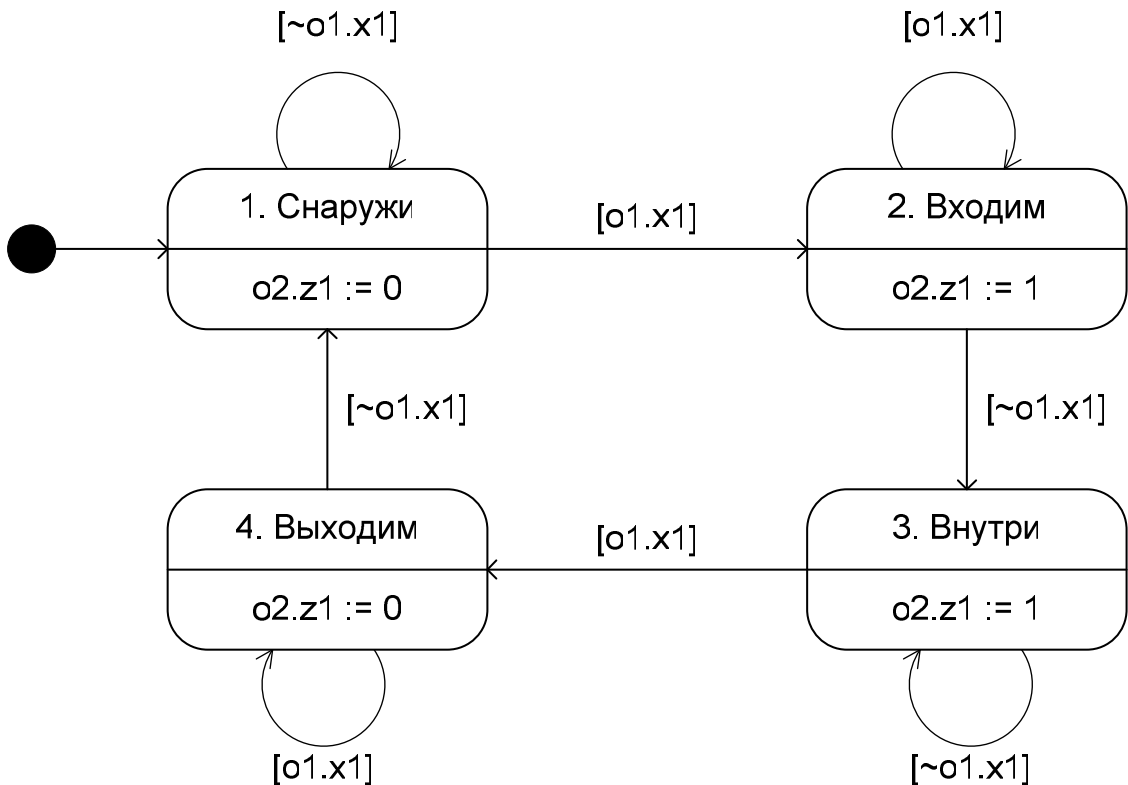 [~o1.x1]
[o1.x1]
1. Снаружи
o2.z1 := 0
[o1.x1]
2. Входим
o2.z1 := 1
[~o1.x1]
[~o1.x1]
4. Выходим
o2.z1 := 0
[o1.x1]
3. Внутри
o2.z1 := 1
[o1.x1]
[~o1.x1]